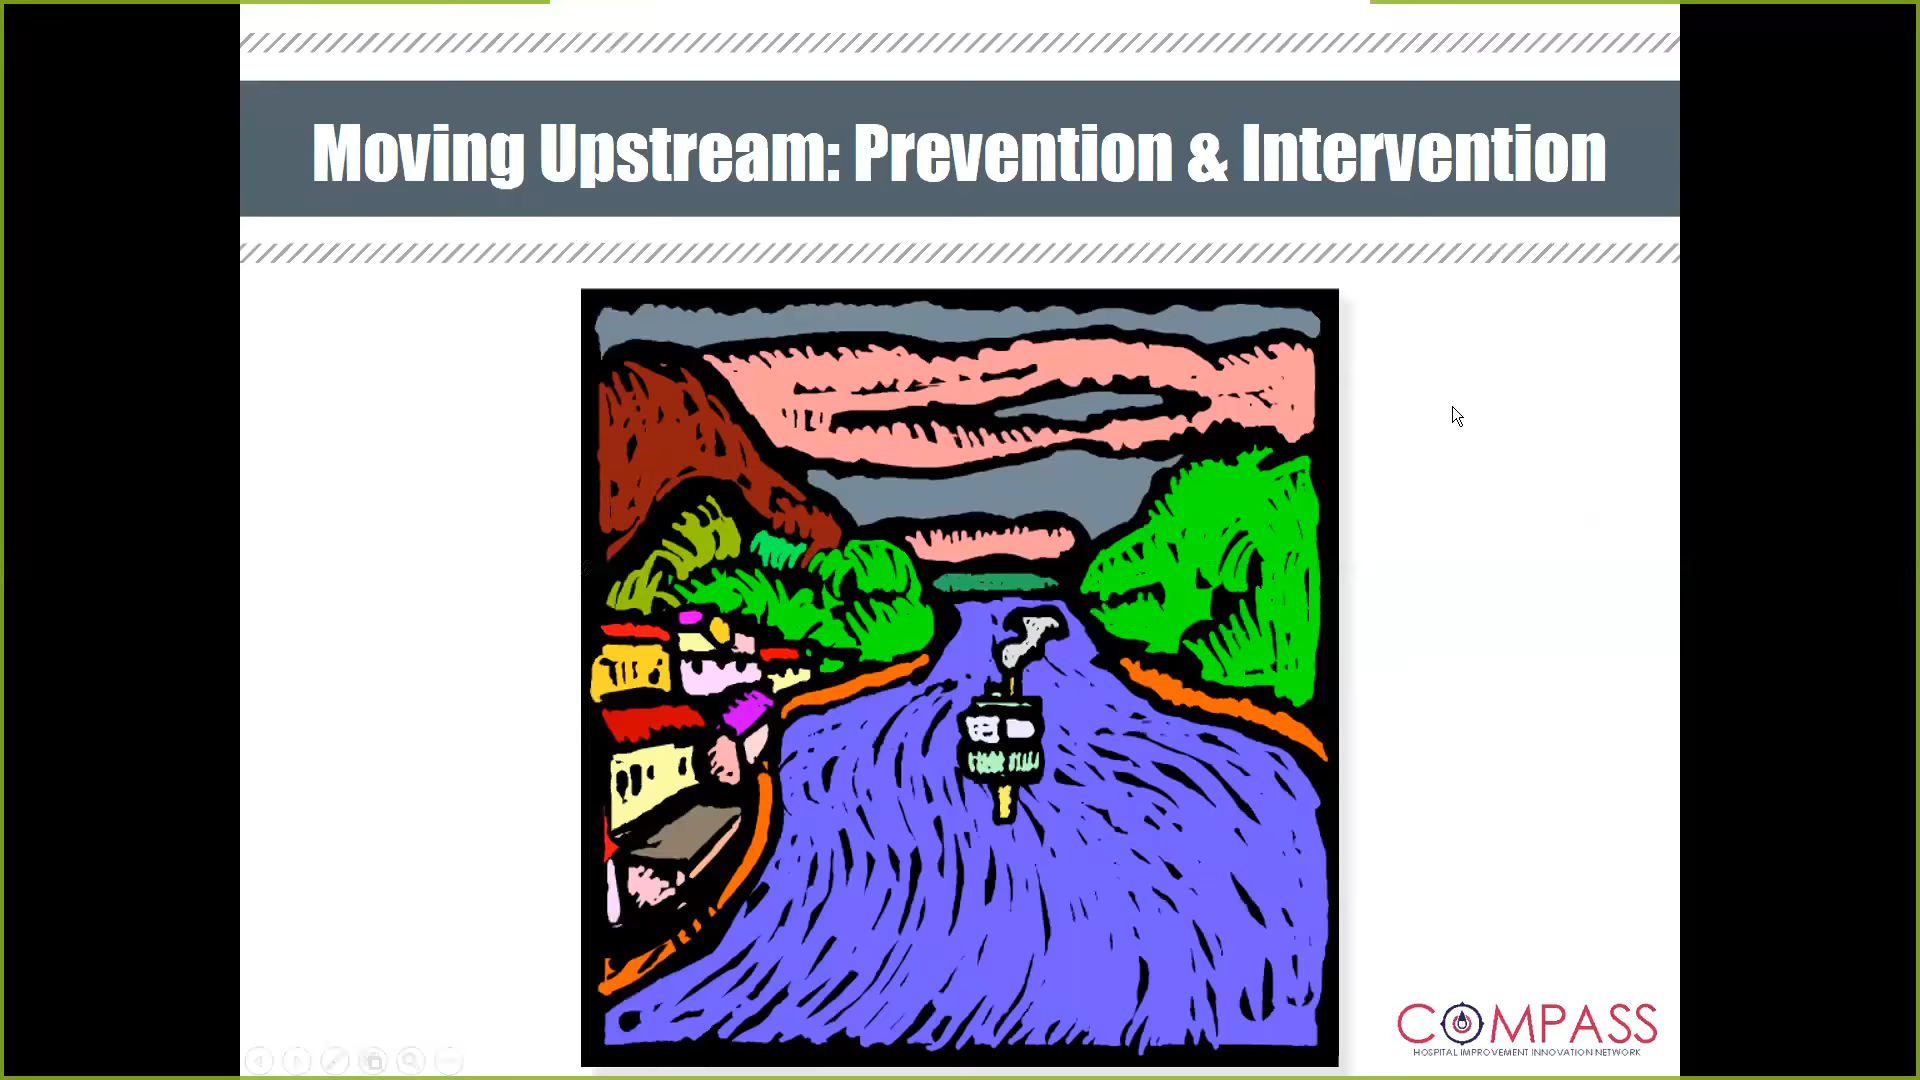 Moving Upstream: Prevention & Intervention
COMPASS
HOSPITAL IMPROVEMENT INNOVATION NETWORK